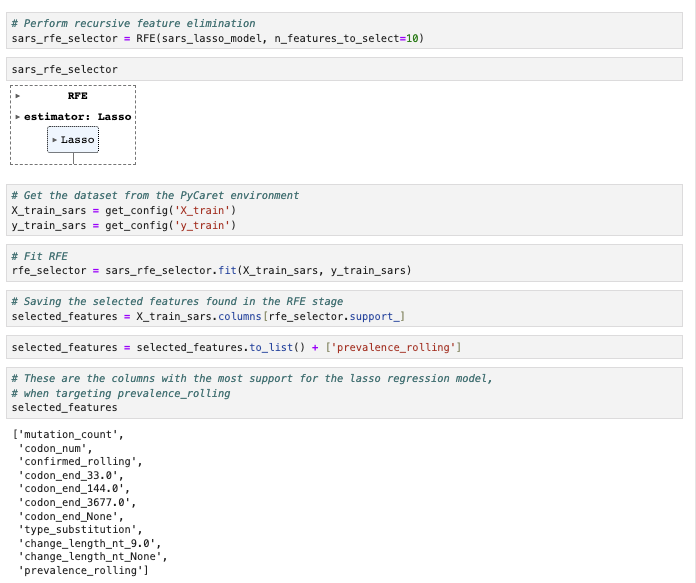 # Perform recursive feature elimination
sars_rfe_selector = RFE(sars_lasso_model, n_features_to_select=10)
sars_rfe_selector
RFE
estimator: Lasso
Lasso
# Get the dataset from the PyCaret environment
X_train_sars = get_config('X_train')
y_train_sars = get_config('y_train')
# Fit RFE
rfe_selector = sars_rfe_selector.fit(X_train_sars, y_train_sars)
# Saving the selected features found in the RFE stage
selected_features = X_train_sars.columns[rfe_selector.support_]
selected_features = selected_features.to_list() + ['prevalence_rolling']
# These are the columns with the most support for the lasso regression model,
# when targeting prevalence_rolling
selected_features
['mutation_count',
'codon_num',
'confirmed_rolling',
'codon_end_33.0',
'codon_end_144.0',
'codon_end_3677.0',
'codon_end_None',
'type_substitution',
'change_length_nt_9.0',
'change_length_nt_None',
'prevalence_rolling']